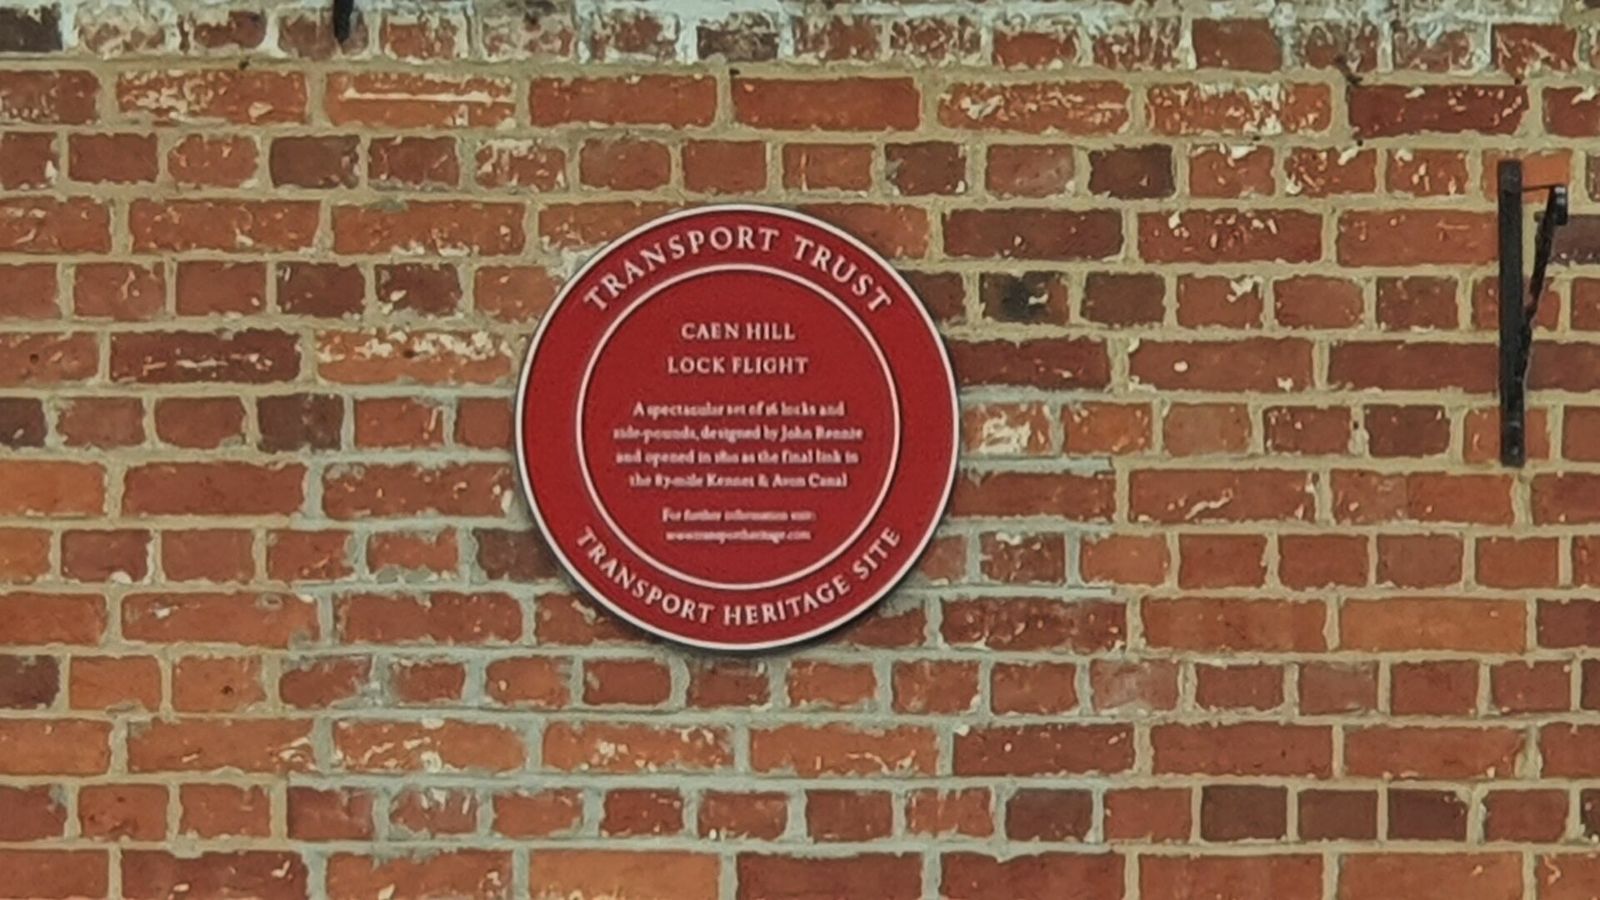 TRANSPORT TRUST
CAEN HILL
LOCK FLIGHT
A spectacular set of 16 locks and
side-pounds, designed by John Rennie
and opened in 1810 as the final link in
the 87-mile Kennet & Avon Canal
For further information visit:
www.transportheritage.com
TRANSPORT HERITAGE SITE